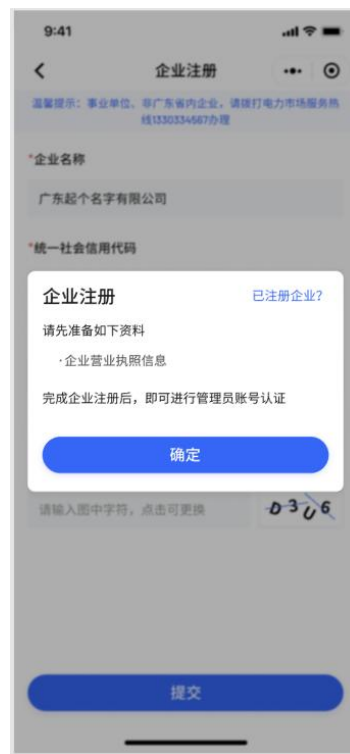 9:41
企业注册
温馨提示：事业单位、非广东省内企业，请拨打电力市场服务热
线1330334667办理
*企业名称
广东起个名字有限公司
*统一社会信用代码
企业注册
已注册企业?
请先准备如下资料
·企业营业执照信息
完成企业注册后，即可进行管理员账号认证
确定
请输入图中字符，点击可更换
D3U6
提交